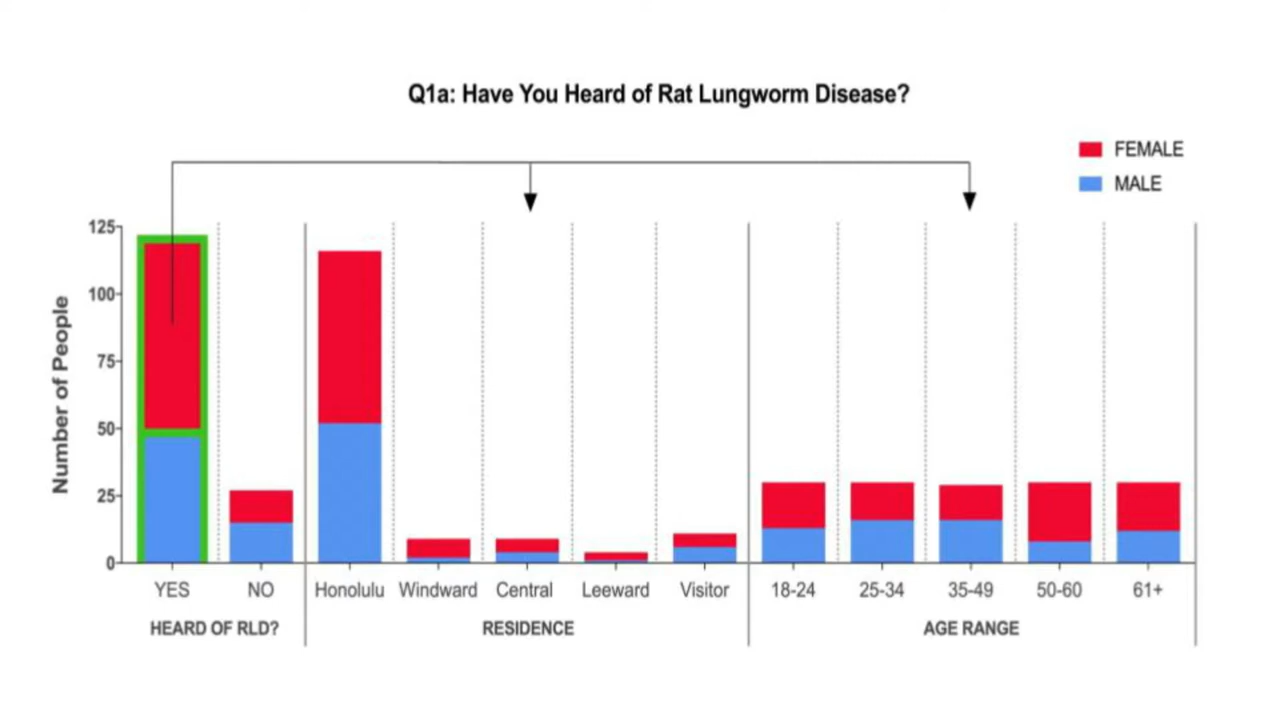 Q1a: Have You Heard of Rat Lungworm Disease?
FEMALE
MALE
Number of People
125
100
75
50
25
0
YES NO Honolulu Windward Central Leeward Visitor 18-24 25-34 35-49 50-60 61+
HEARD OF RLD? RESIDENCE AGE RANGE